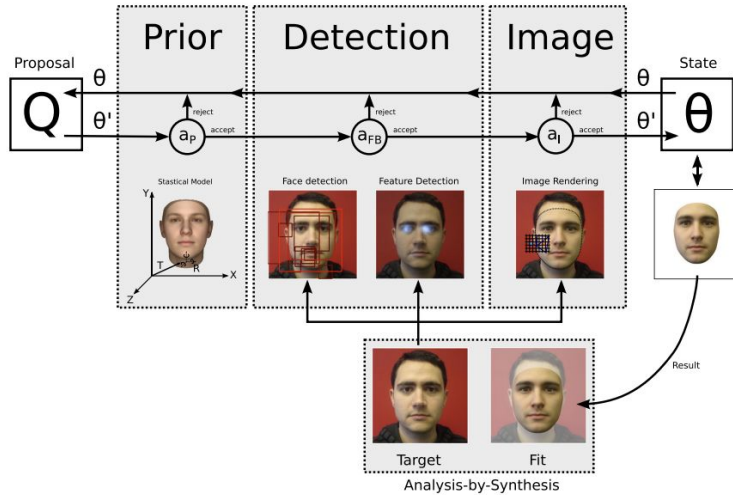 Prior
Detection
Image
Proposal
State
Q
θ
θ
θ
θ'
θ'
reject
reject
reject
aP
accept
aFB
accept
aI
accept
Stastical Model
Face detection
Feature Detection
Image Rendering
Y
T
R
X
Z
Result
Target
Fit
Analysis-by-Synthesis